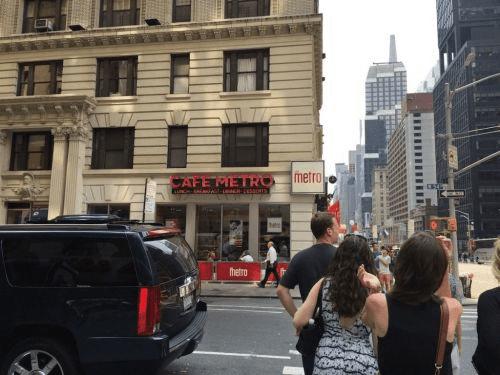 CAFE METRO
LUNCH · BREAKFAST · DINNER · DESSERTS
metro
metro